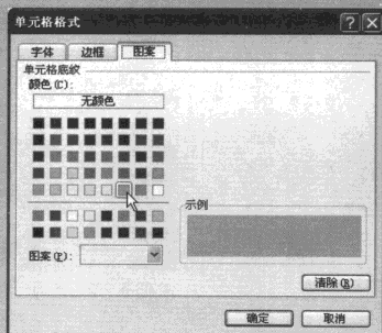 单元格格式
字体 边框 图案
单元格底纹
颜色(C):
无颜色
示例
图案(P):
清除(R)
确定 取消